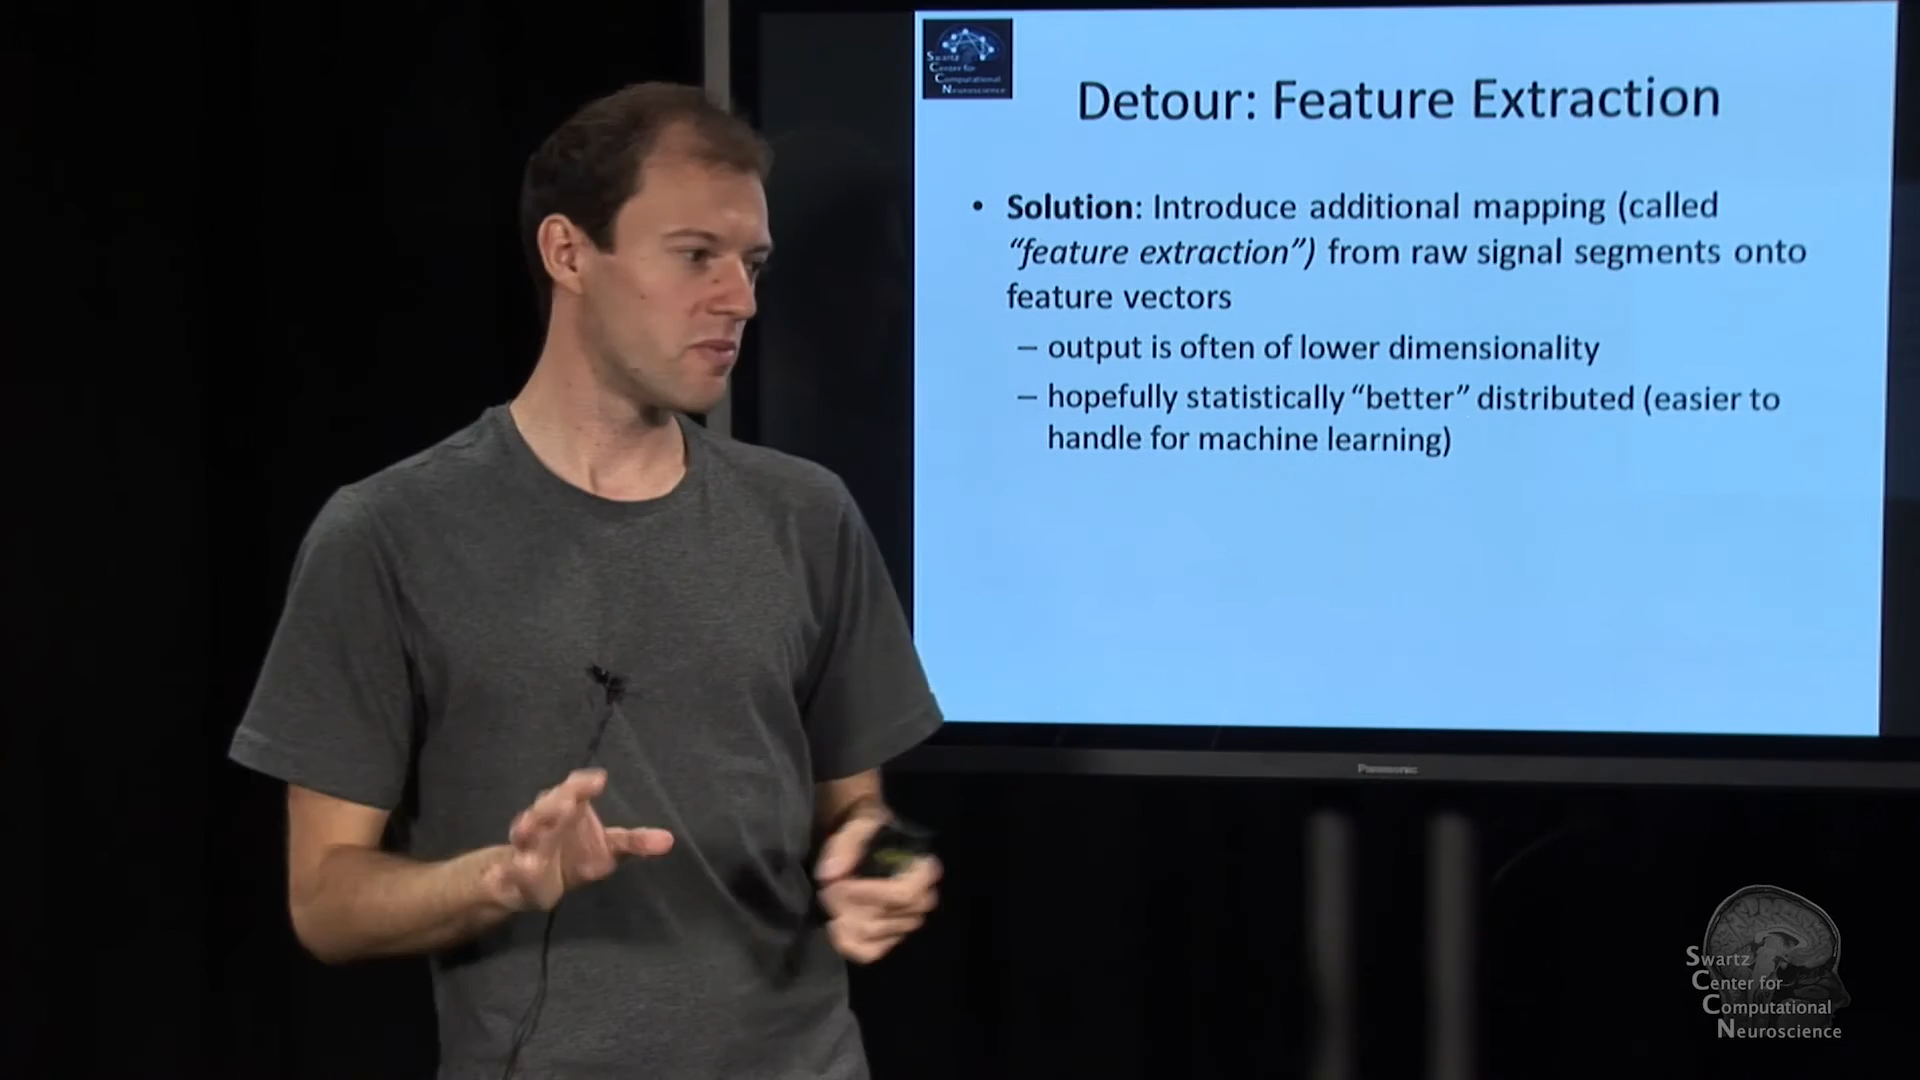 Swartz
Center for
Computational
Neuroscience
Detour: Feature Extraction
• Solution: Introduce additional mapping (called
“feature extraction”) from raw signal segments onto
feature vectors
– output is often of lower dimensionality
– hopefully statistically “better” distributed (easier to
handle for machine learning)
Panasonic
Swartz
Center for
Computational
Neuroscience